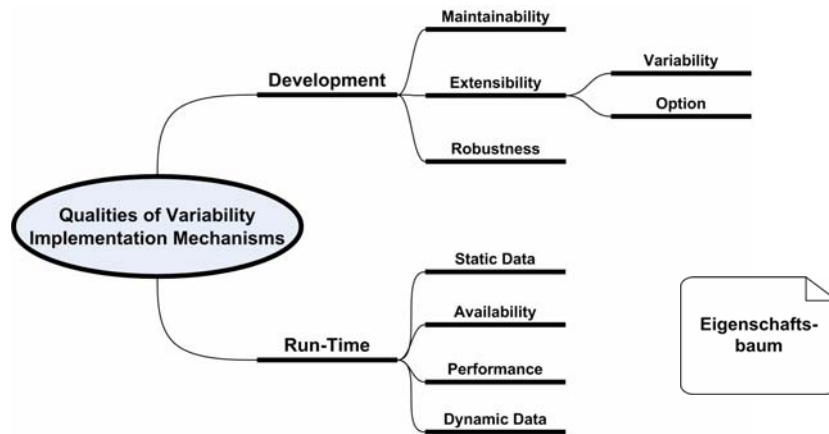 Maintainability
Development
Extensibility
Variability
Option
Robustness
Qualities of Variability
Implementation Mechanisms
Static Data
Availability
Run-Time
Performance
Dynamic Data
Eigenschafts-
baum